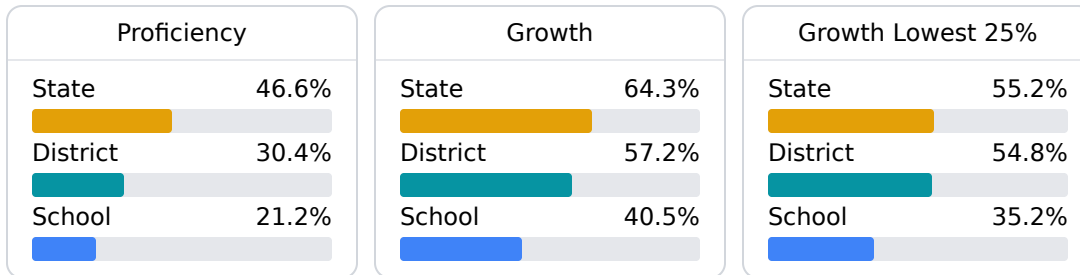 Proficiency
State 46.6%
District 30.4%
School 21.2%
Growth
State 64.3%
District 57.2%
School 40.5%
Growth Lowest 25%
State 55.2%
District 54.8%
School 35.2%